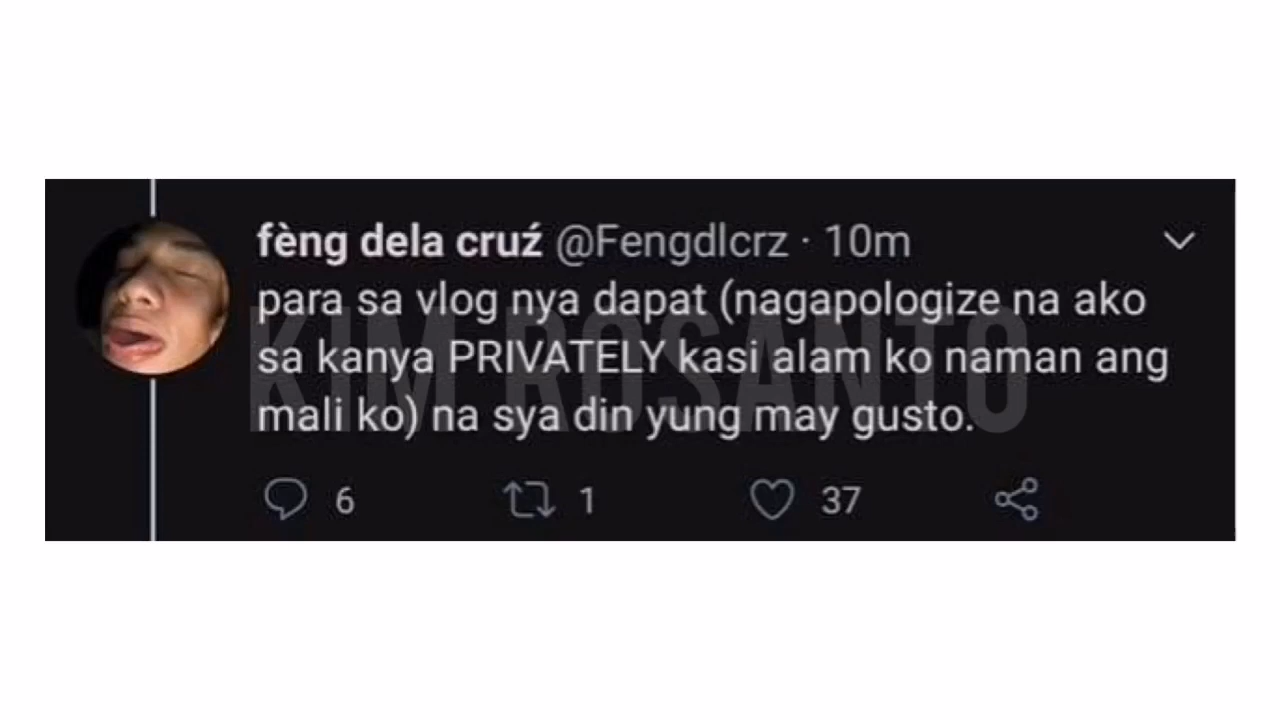 fèng dela cruź @Fengdlcrz · 10m
para sa vlog nya dapat (nagapologize na ako
sa kanya PRIVATELY kasi alam ko naman ang
mali ko) na sya din yung may gusto.
KIM ROSANTO
6 1 37